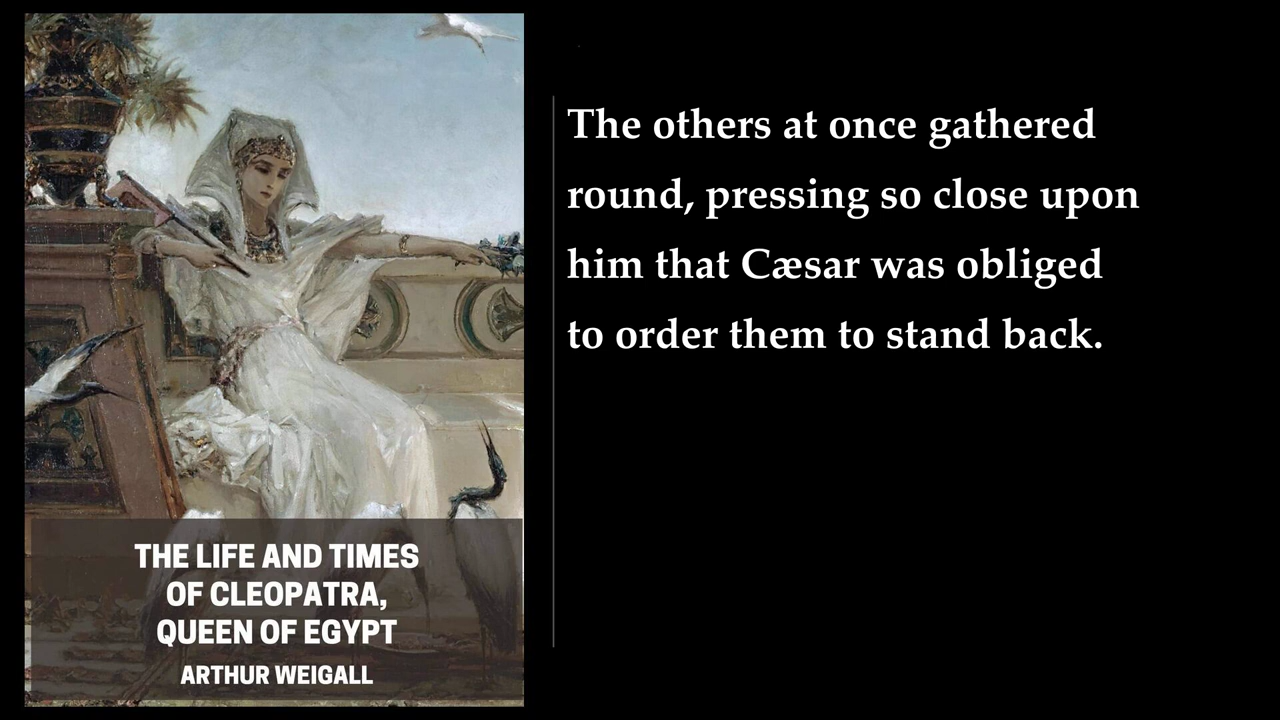 The others at once gathered
round, pressing so close upon
him that Cæsar was obliged
to order them to stand back.
THE LIFE AND TIMES
OF CLEOPATRA,
QUEEN OF EGYPT
ARTHUR WEIGALL